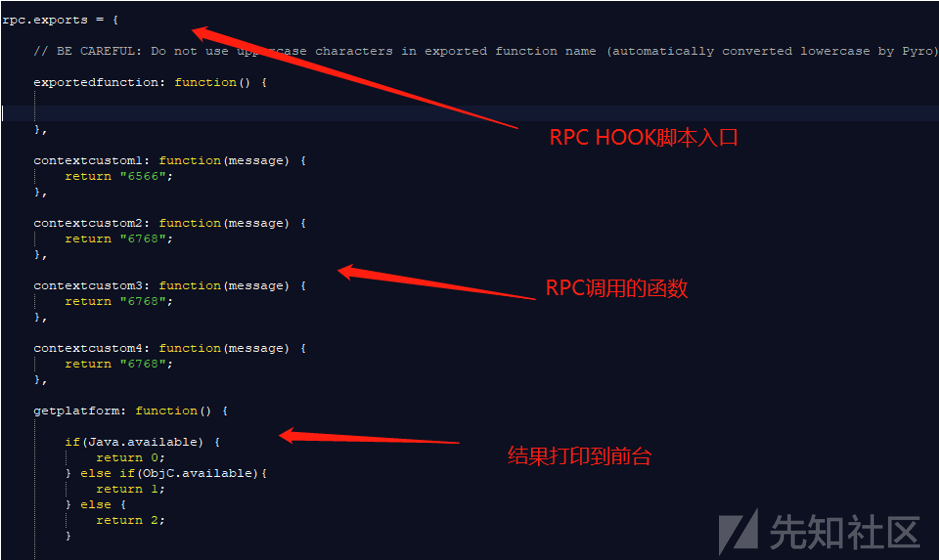 rpc.exports = {
// BE CAREFUL: Do not use uppercase characters in exported function name (automatically converted lowercase by Pyro)
exportedfunction: function() {
},
RPC HOOK脚本入口
contextcustom1: function(message) {
return "6566";
},
contextcustom2: function(message) {
return "6768";
},
contextcustom3: function(message) {
RPC调用的函数
return "6768";
},
contextcustom4: function(message) {
return "6768";
},
getplatform: function() {
if(Java.available) {
return 0;
结果打印到前台
} else if(ObjC.available){
return 1;
} else {
return 2;
}
先知社区